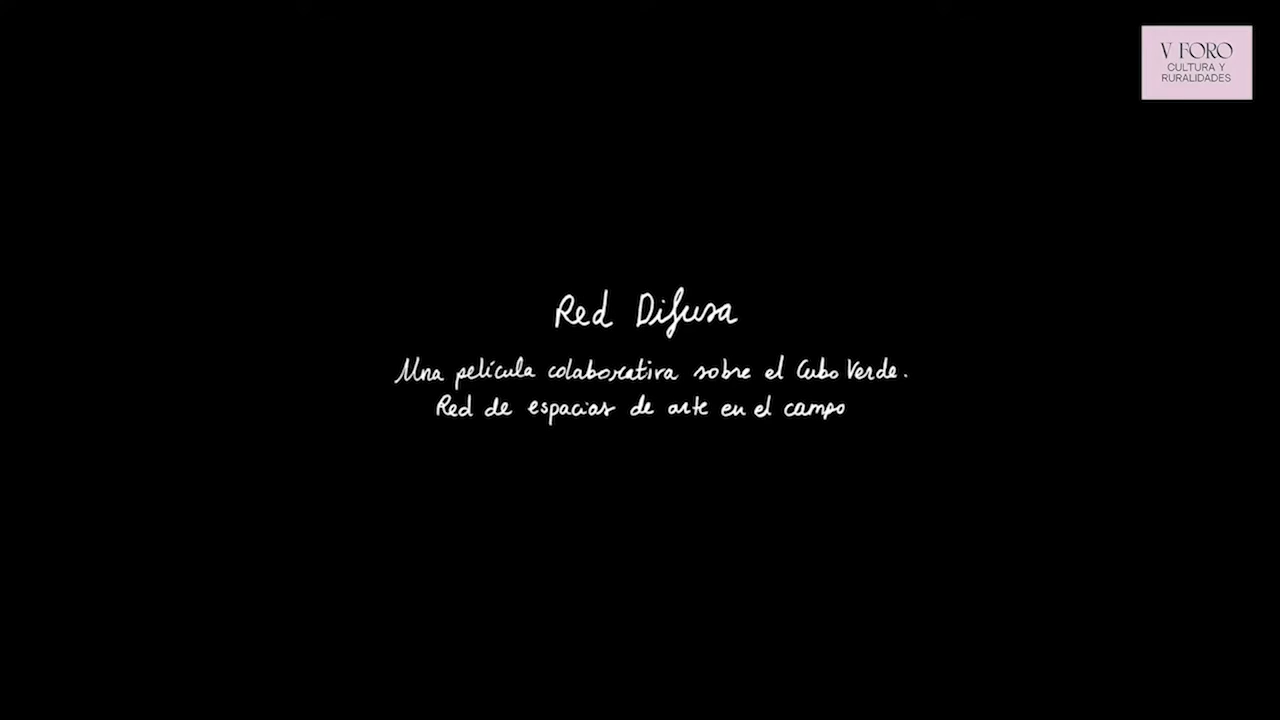 V FORO
CULTURA Y
RURALIDADES
Red Difusa
Una película colaborativa sobre el Cubo Verde.
Red de espacios de arte en el campo